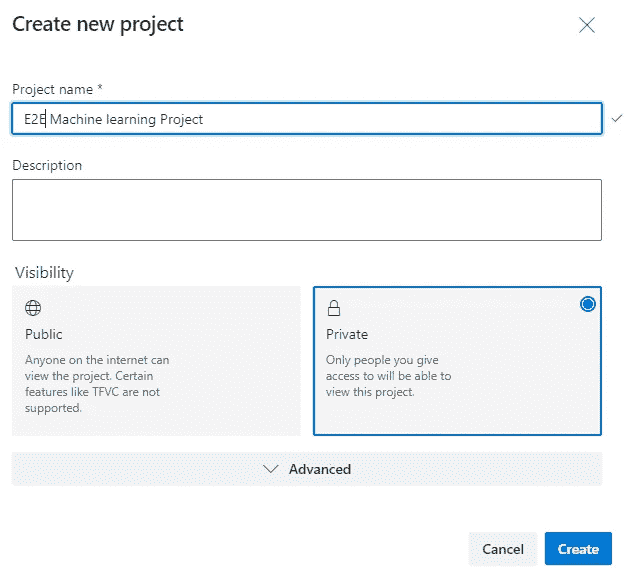 Create new project
Project name *
E2E Machine learning Project
Description
Visibility
Public
Anyone on the internet can
view the project. Certain
features like TFVC are not
supported.
Private
Only people you give
access to will be able to
view this project.
Advanced
Cancel
Create